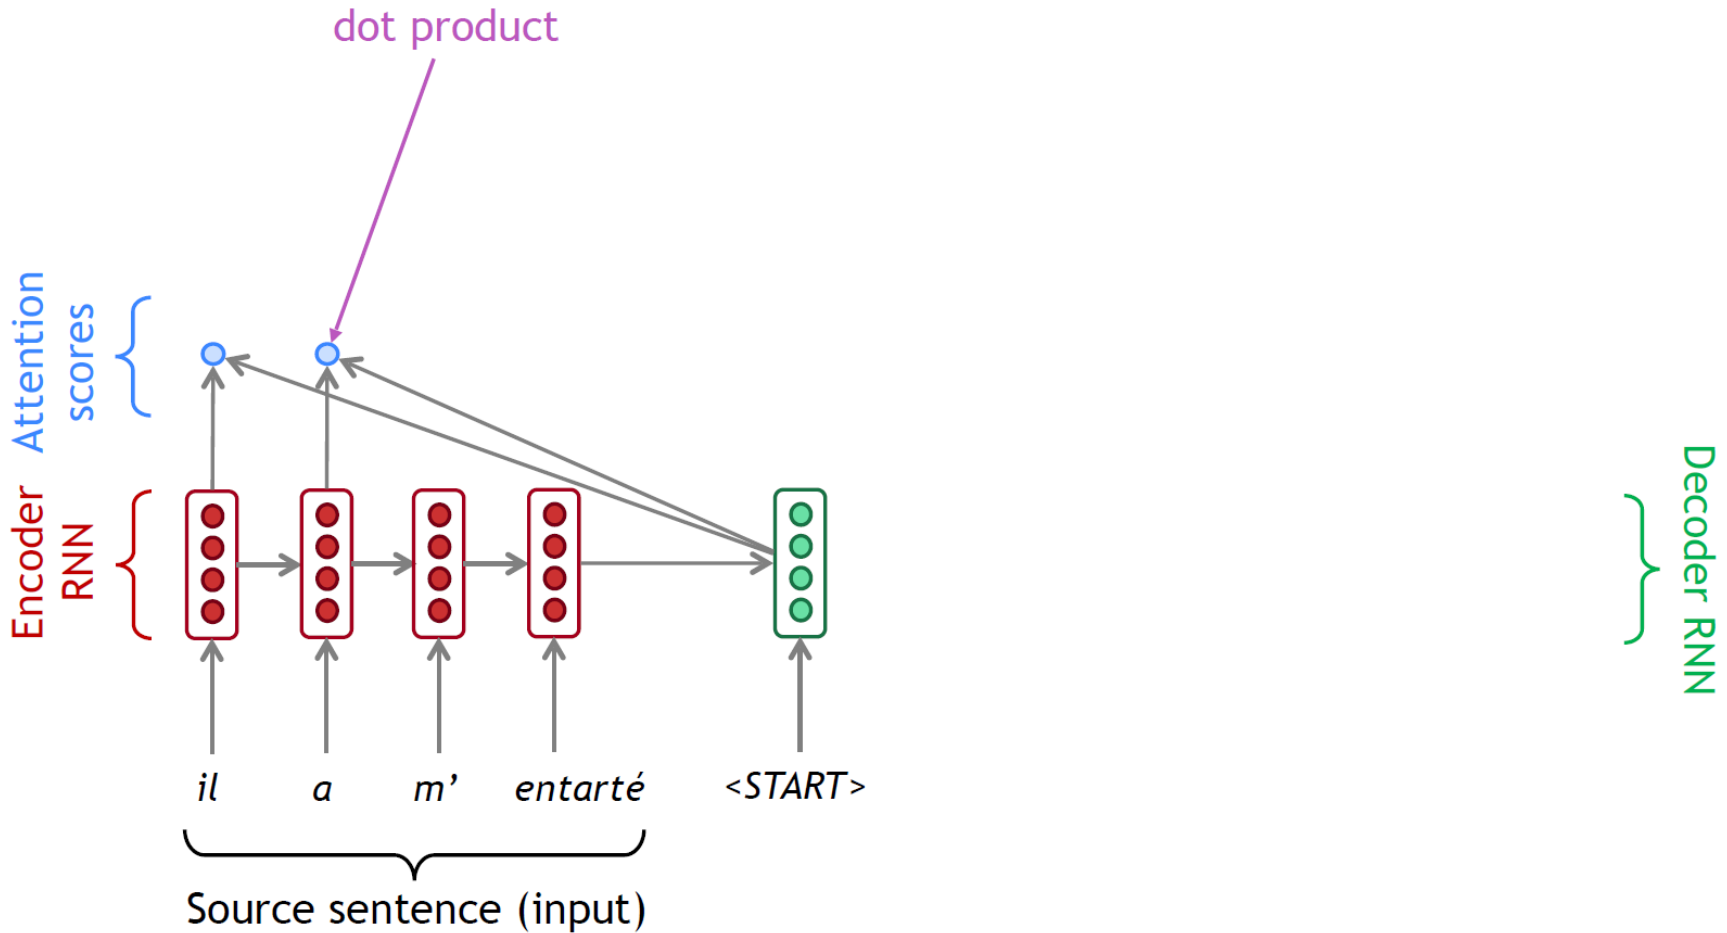 dot product
Attention
scores
Encoder
RNN
Decoder RNN
il a m’ entarté <START>
Source sentence (input)